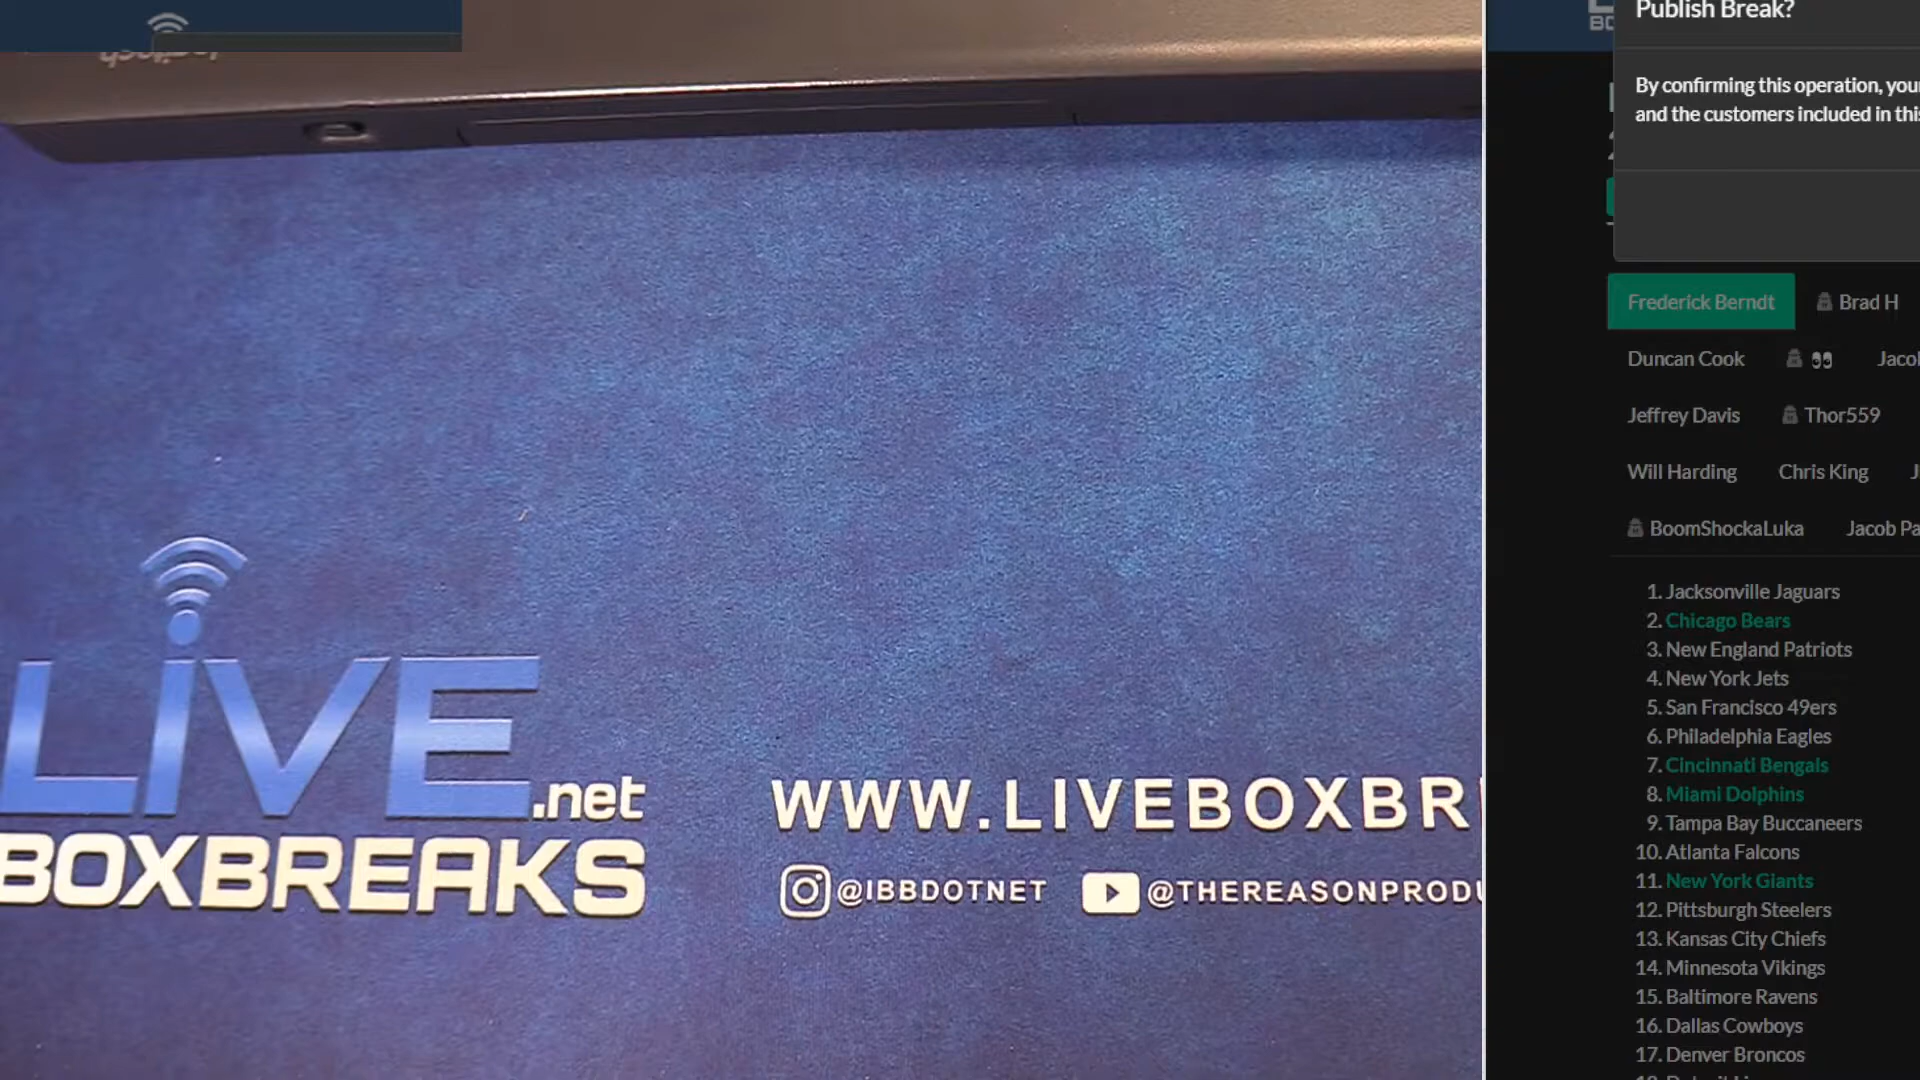 Publish Break?
By confirming this operation, your
and the customers included in this
Frederick Berndt Brad H
Duncan Cook 👀
Jeffrey Davis Thor559
Will Harding Chris King
BoomShockaLuka Jacob
1. Jacksonville Jaguars
2. Chicago Bears
3. New England Patriots
4. New York Jets
5. San Francisco 49ers
6. Philadelphia Eagles
7. Cincinnati Bengals
8. Miami Dolphins
9. Tampa Bay Buccaneers
10. Atlanta Falcons
11. New York Giants
12. Pittsburgh Steelers
13. Kansas City Chiefs
14. Minnesota Vikings
15. Baltimore Ravens
16. Dallas Cowboys
17. Denver Broncos
LIVE.net
BOXBREAKS
WWW.LIVEBOXBR
@IBBDOTNET @THEREASONPRODU